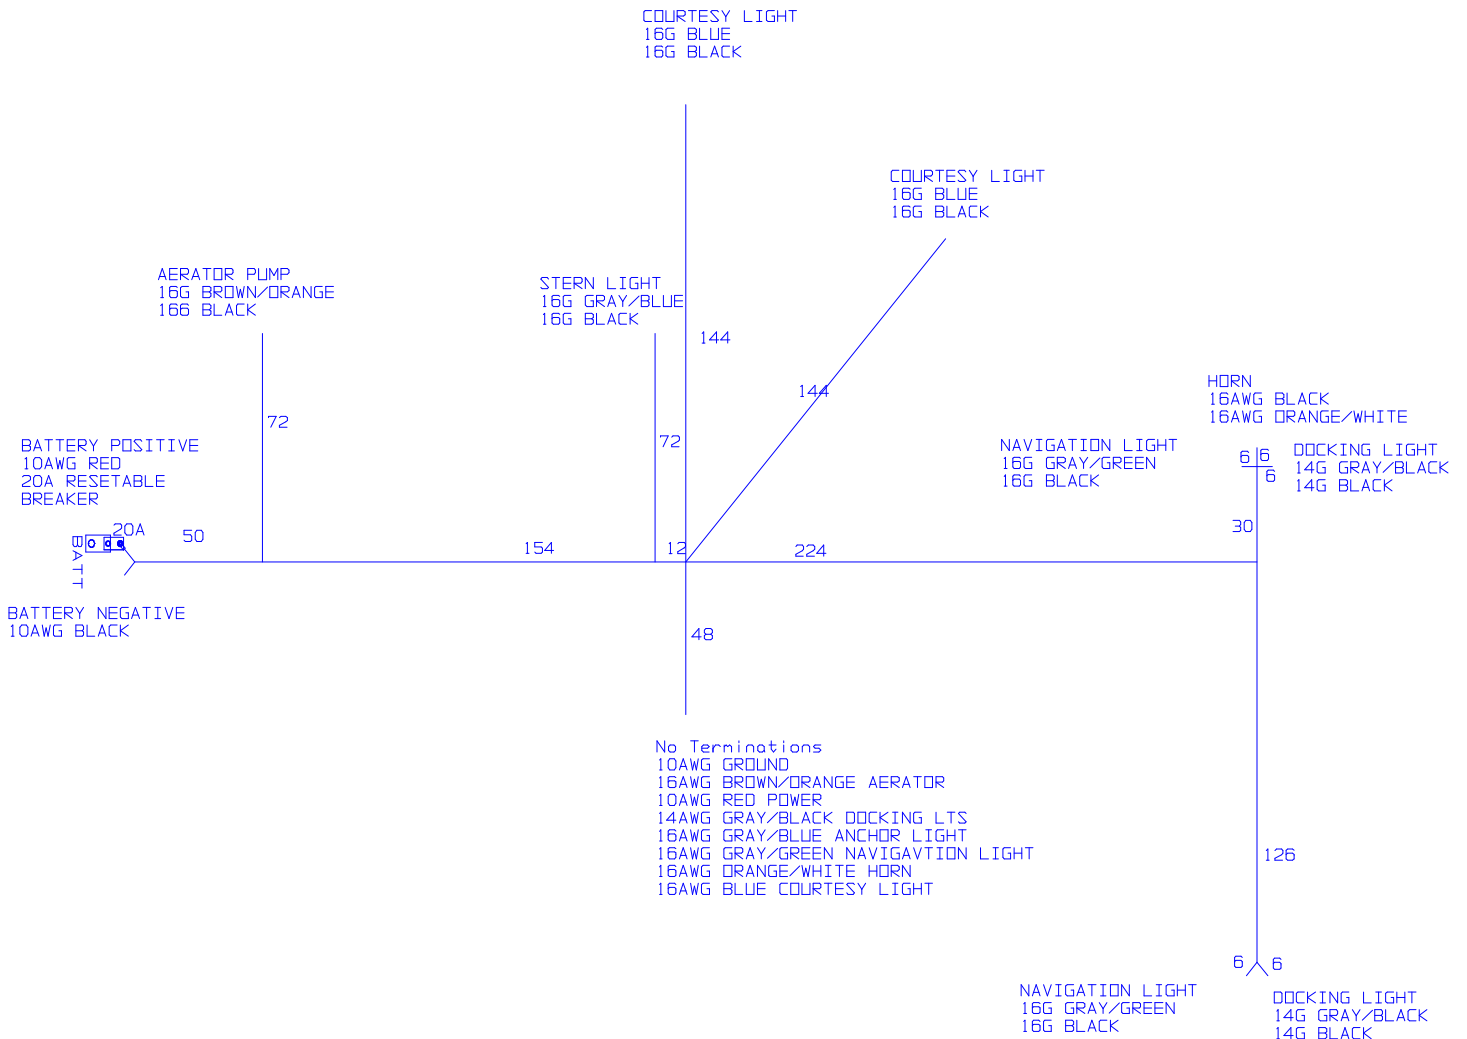 COURTESY LIGHT
16G BLUE
16G BLACK
COURTESY LIGHT
16G BLUE
16G BLACK
AERATOR PUMP
16G BROWN/ORANGE
166 BLACK
STERN LIGHT
16G GRAY/BLUE
16G BLACK
144
144
72
72
HORN
16AWG BLACK
16AWG ORANGE/WHITE
BATTERY POSITIVE
10AWG RED
20A RESETABLE
BREAKER
NAVIGATION LIGHT
16G GRAY/GREEN
16G BLACK
6
6
6
DOCKING LIGHT
14G GRAY/BLACK
14G BLACK
30
20A
BATT
50
154
12
224
BATTERY NEGATIVE
10AWG BLACK
48
No Terminations
10AWG GROUND
16AWG BROWN/ORANGE AERATOR
10AWG RED POWER
14AWG GRAY/BLACK DOCKING LTS
16AWG GRAY/BLUE ANCHOR LIGHT
16AWG GRAY/GREEN NAVIGAVTION LIGHT
16AWG ORANGE/WHITE HORN
16AWG BLUE COURTESY LIGHT
126
6
6
NAVIGATION LIGHT
16G GRAY/GREEN
16G BLACK
DOCKING LIGHT
14G GRAY/BLACK
14G BLACK